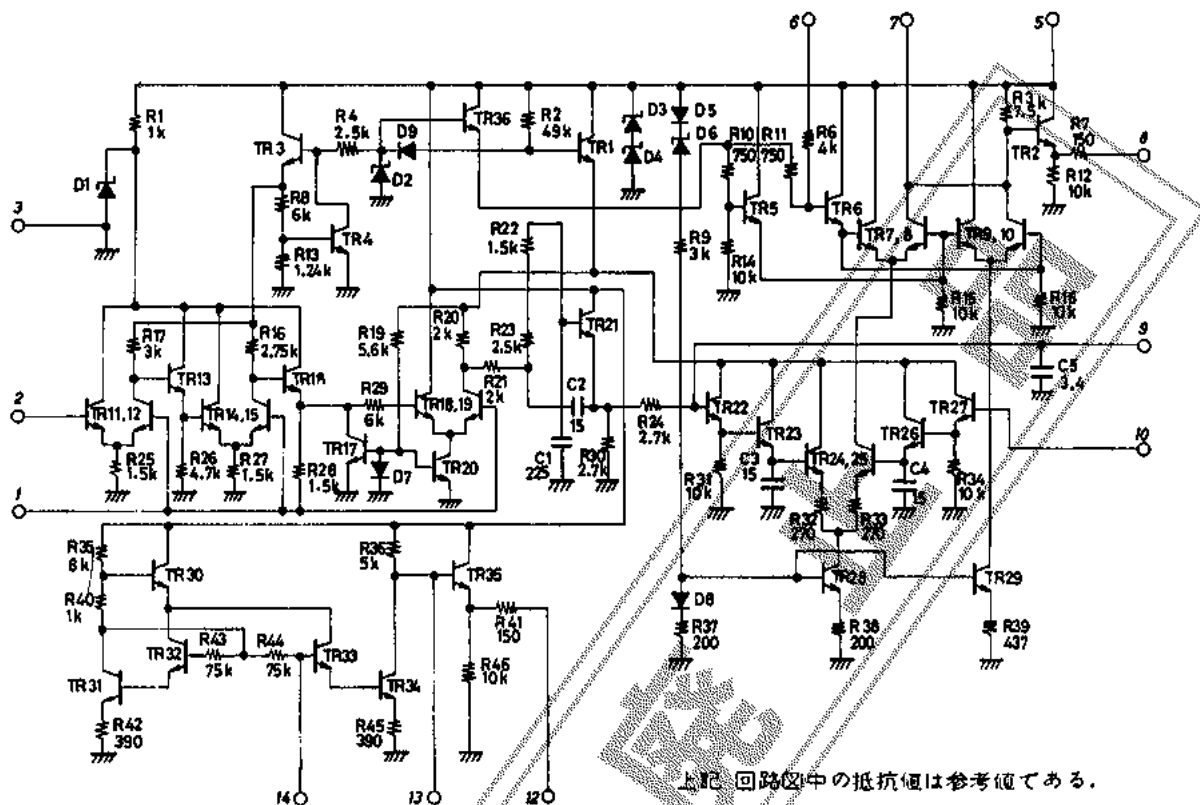 6 7 5
R1 1k
TR3
R4 2.5k
D9
TR36
R2 49k
TR1
D3 D5
D4 D6
R10 750
R11 750
R6 4k
R3 7.5k
R7 150
8
TR2
R12 10k
D1
D2
3
R8 6k
TR4
R13 1.24k
R22 1.5k
TR5
TR6
TR7, 8
TR9, 10
R9 3k
R14 10k
R15 10k
R16 10k
R17 3k
R16 2.75k
R19 5.6k
R20 2k
R23 2.5k
TR21
9
C5 3.4
TR13
R21 2k
2
TR11,12
TR14,15
R29 6k
TR18,19
C2 15
R24 2.7k
TR22
TR23
TR26
TR27
10
TR17
TR20
D7
C1 225
R30 2.7k
C3 15
TR24, 25
C4 15
R34 10k
R25 1.5k
R26 4.7k
R27 1.5k
R28 1.5k
R31 10k
R32 270
R33 270
1
R35 6k
TR30
R36 5k
TR35
TR28
TR29
R40 1k
R41 150
D8
R37 200
R38 200
R39 437
TR32
R43 75k
R44 75k
TR33
TR31
TR34
R46 10k
R42 390
R45 390
14 13 12
上記 回路図中の抵抗値は参考値である.